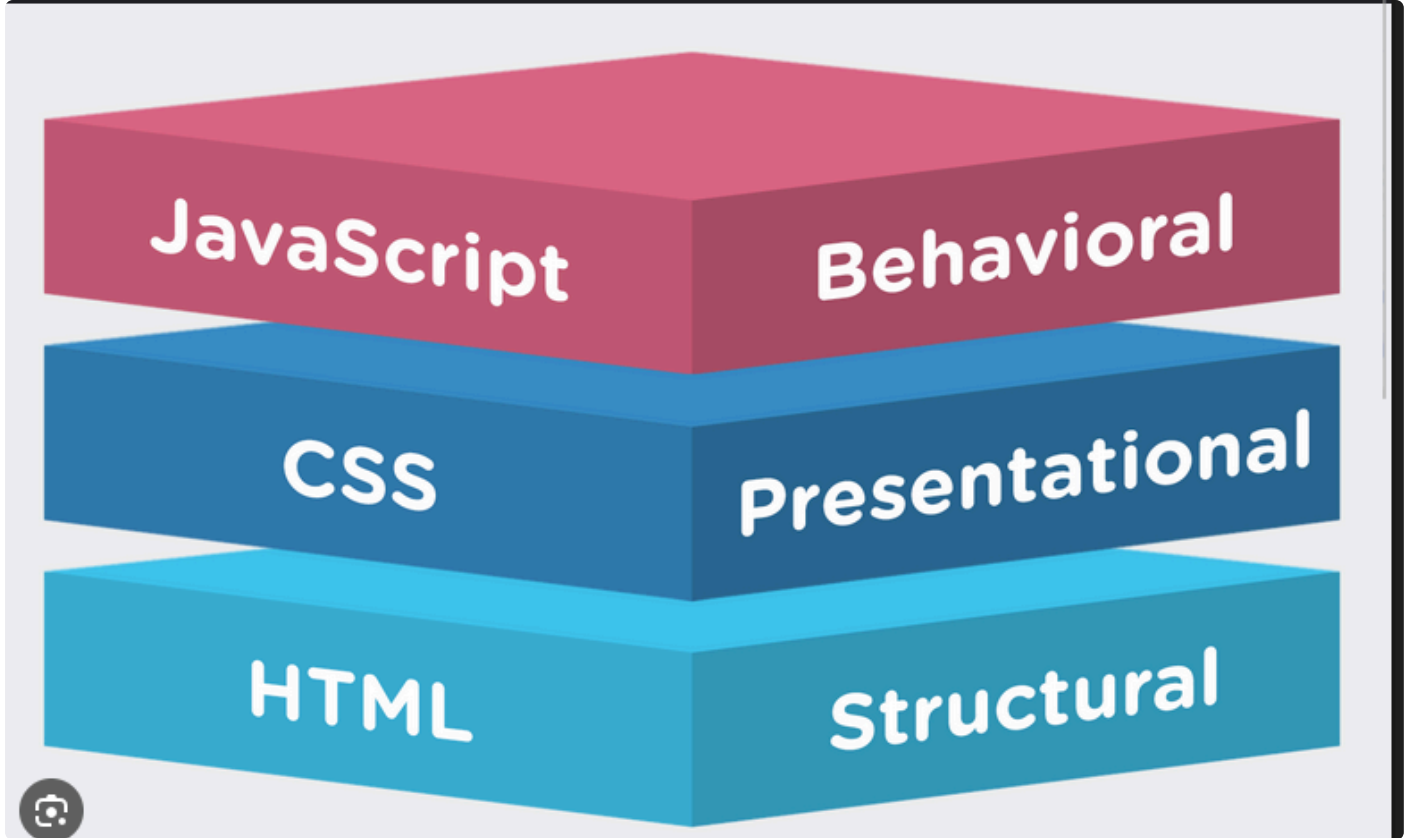 JavaScript
Behavioral
CSS
Presentational
HTML
Structural